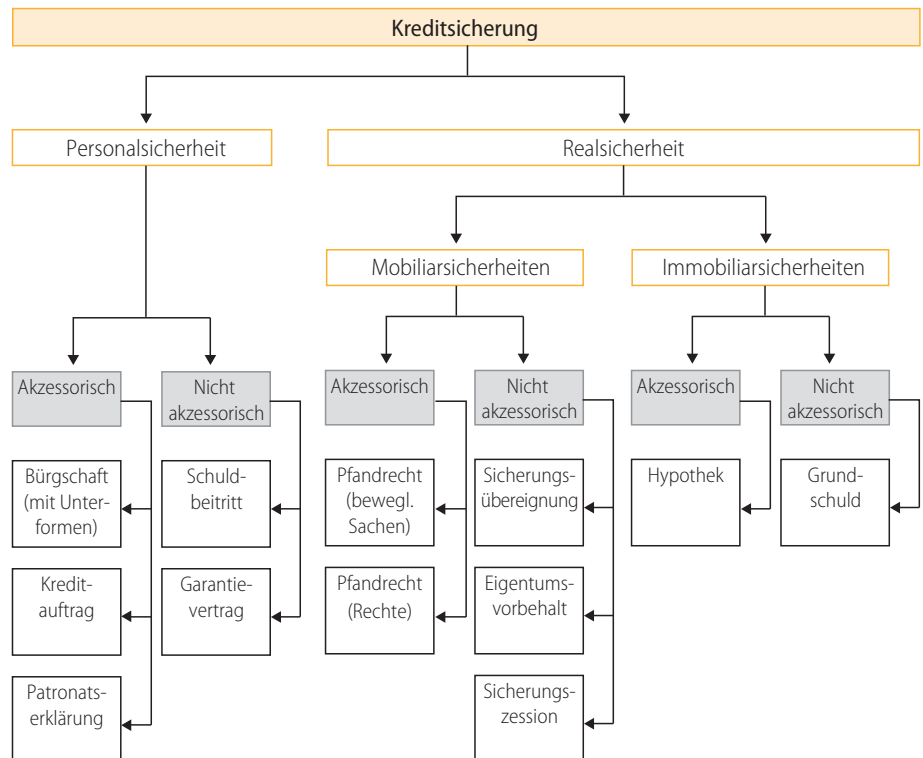 Kreditsicherung
Personalsicherheit
Realsicherheit
Mobiliarsicherheiten
Immobiliarsicherheiten
Akzessorisch
Nicht
akzessorisch
Akzessorisch
Nicht
akzessorisch
Akzessorisch
Nicht
akzessorisch
Bürgschaft
(mit Unter-
formen)
Schuld-
beitritt
Pfandrecht
(bewegl.
Sachen)
Sicherungs-
übereignung
Hypothek
Grund-
schuld
Kredit-
auftrag
Garantie-
vertrag
Pfandrecht
(Rechte)
Eigentums-
vorbehalt
Patronats-
erklärung
Sicherungs-
zession